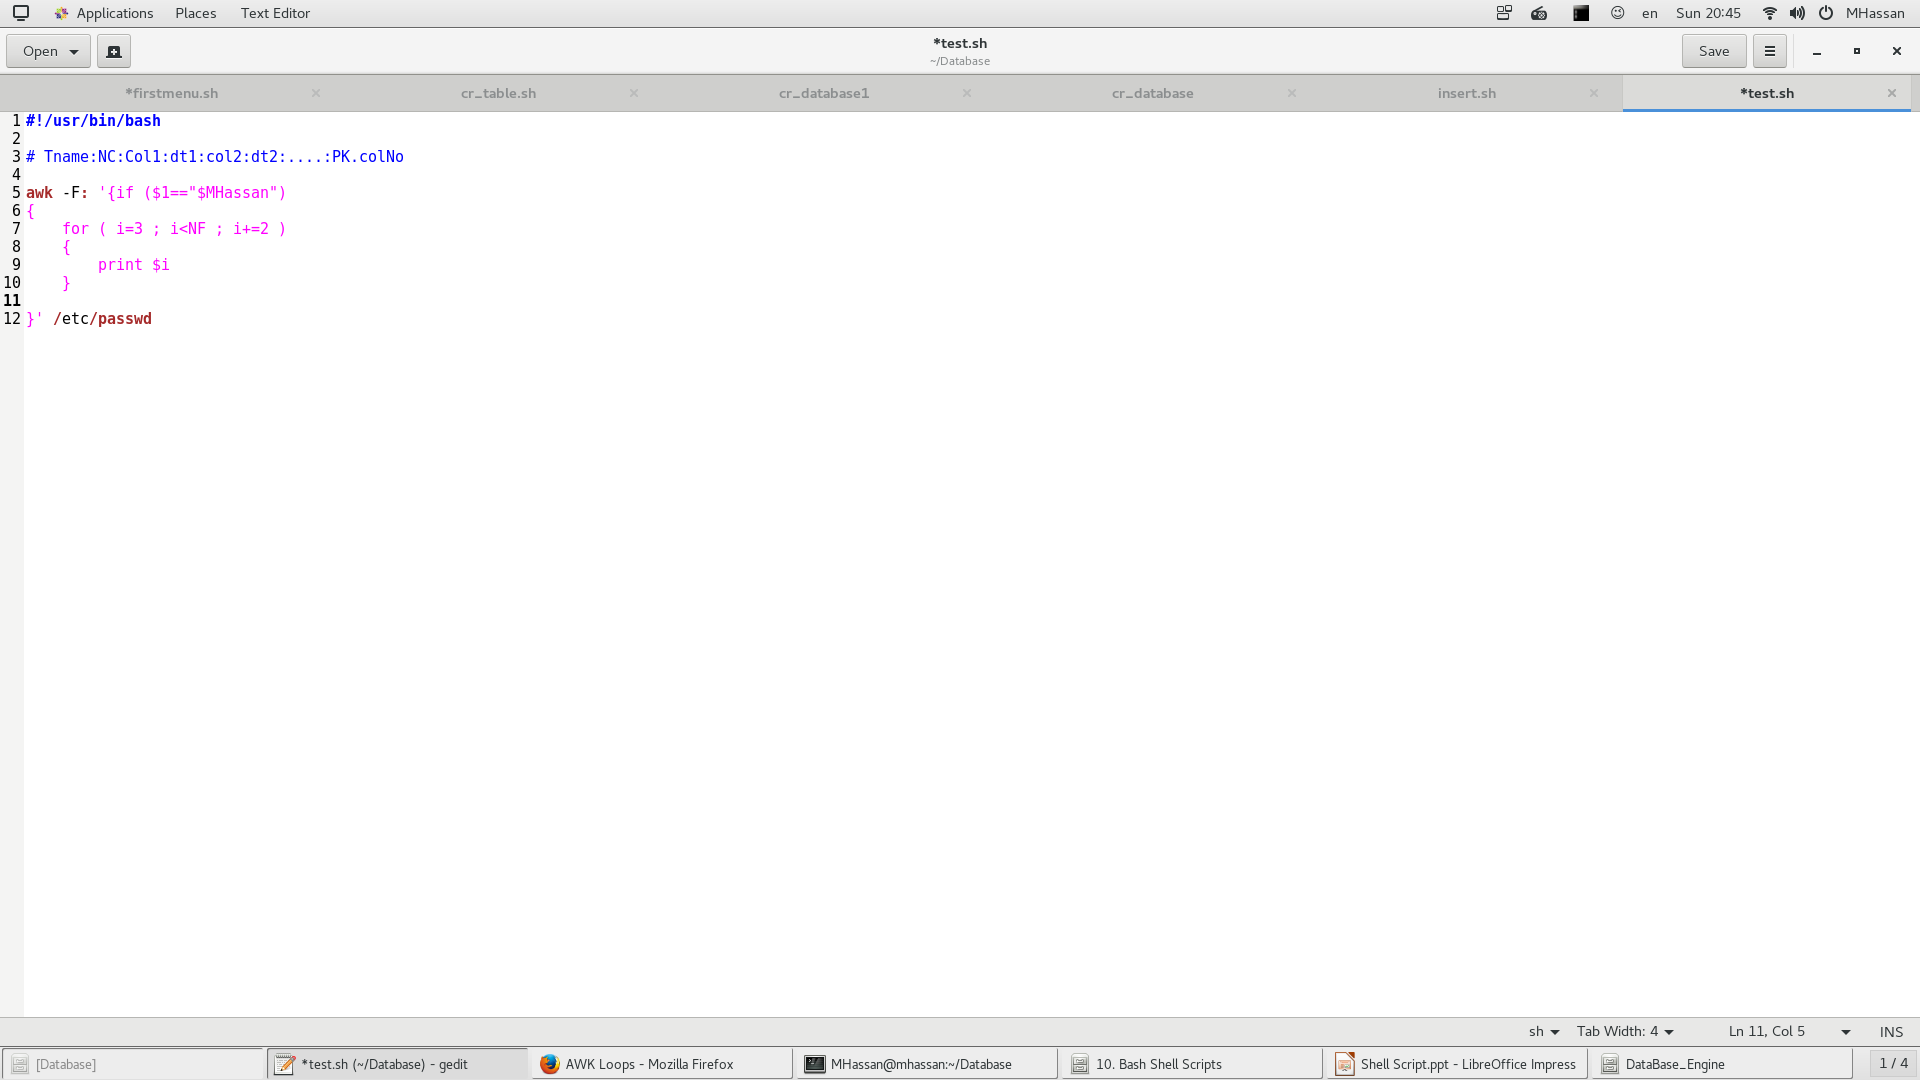 Applications Places Text Editor en Sun 20:45 MHassan
Open *test.sh Save
~/Database
*firstmenu.sh cr_table.sh cr_database1 cr_database insert.sh *test.sh
1 #!/usr/bin/bash
2
3 # Tname:NC:Col1:dt1:col2:dt2:....:PK.colNo
4
5 awk -F: '{if ($1=="$MHassan")
6 {
7     for ( i=3 ; i<NF ; i+=2 )
8     {
9         print $i
10     }
11
12 }' /etc/passwd
sh Tab Width: 4 Ln 11, Col 5 INS
[Database] *test.sh (~/Database) - gedit AWK Loops - Mozilla Firefox MHassan@mhassan:~/Database 10. Bash Shell Scripts Shell Script.ppt - LibreOffice Impress DataBase_Engine 1 / 4